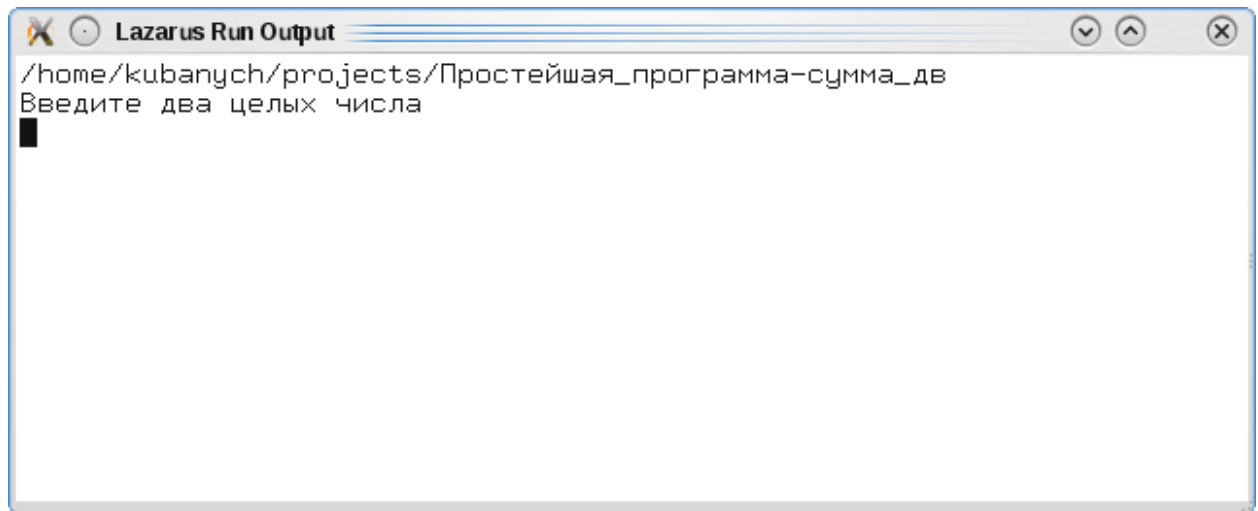 Lazarus Run Output
/home/kubanych/projects/Простейшая_программа-сумма_дв
Введите два целых числа